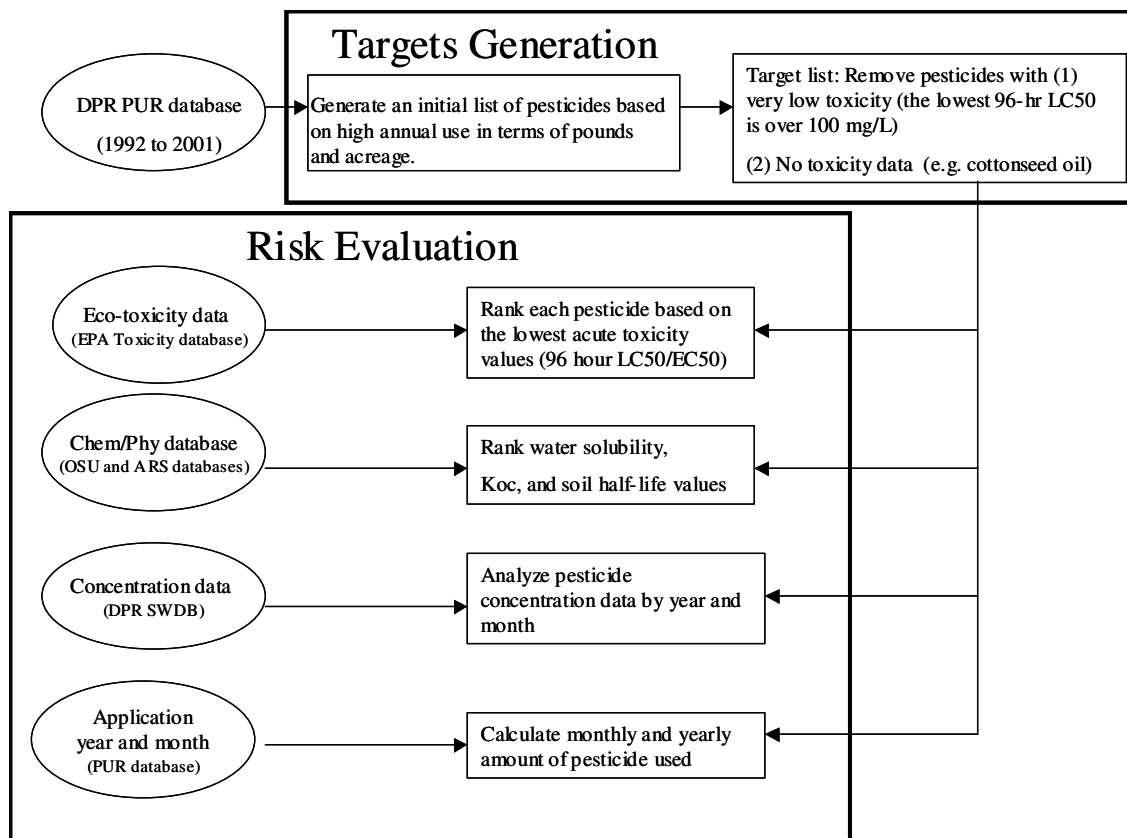 Targets Generation
DPR PUR database
(1992 to 2001)
Generate an initial list of pesticides based
on high annual use in terms of pounds
and acreage.
Target list: Remove pesticides with (1)
very low toxicity (the lowest 96-hr LC50
is over 100 mg/L)
(2) No toxicity data (e.g. cottonseed oil)
Risk Evaluation
Eco-toxicity data
(EPA Toxicity database)
Rank each pesticide based on
the lowest acute toxicity
values (96 hour LC50/EC50)
Chem/Phy database
(OSU and ARS databases)
Rank water solubility,
Koc, and soil half-life values
Concentration data
(DPR SWDB)
Analyze pesticide
concentration data by year and
month
Application
year and month
(PUR database)
Calculate monthly and yearly
amount of pesticide used